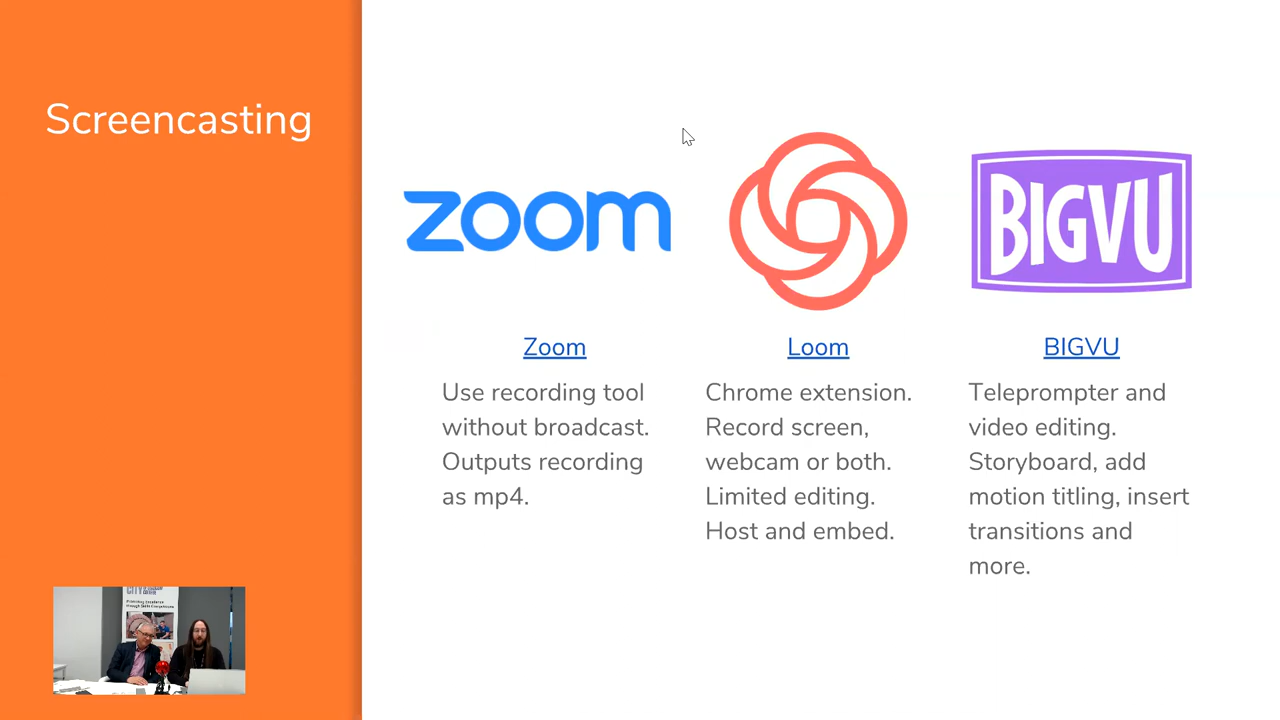 Screencasting
zoom
BIGVU
Zoom
Use recording tool
without broadcast.
Outputs recording
as mp4.
Loom
Chrome extension.
Record screen,
webcam or both.
Limited editing.
Host and embed.
BIGVU
Teleprompter and
video editing.
Storyboard, add
motion titling, insert
transitions and
more.
CITY